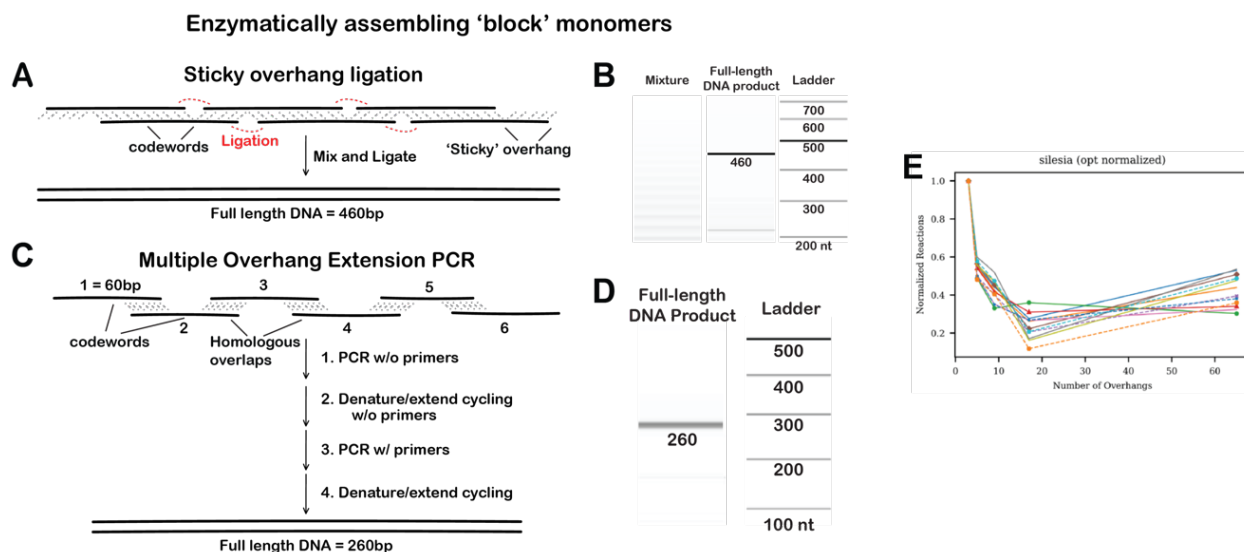 Enzymatically assembling ‘block’ monomers
A
Sticky overhang ligation
codewords
Ligation
‘Sticky’ overhang
Mix and Ligate
Full length DNA = 460bp
B
Mixture
Full-length
DNA product
Ladder
700
600
500
460
400
300
200 nt
C
Multiple Overhang Extension PCR
1 = 60bp
3
5
codewords
2
Homologous
overlaps
4
6
1. PCR w/o primers
2. Denature/extend cycling
w/o primers
3. PCR w/ primers
4. Denature/extend cycling
Full length DNA = 260bp
D
Full-length
DNA Product
Ladder
500
400
300
260
200
100 nt
E
silesia (opt normalized)
Normalized Reactions
1.0
0.8
0.6
0.4
0.2
0 10 20 30 40 50 60
Number of Overhangs